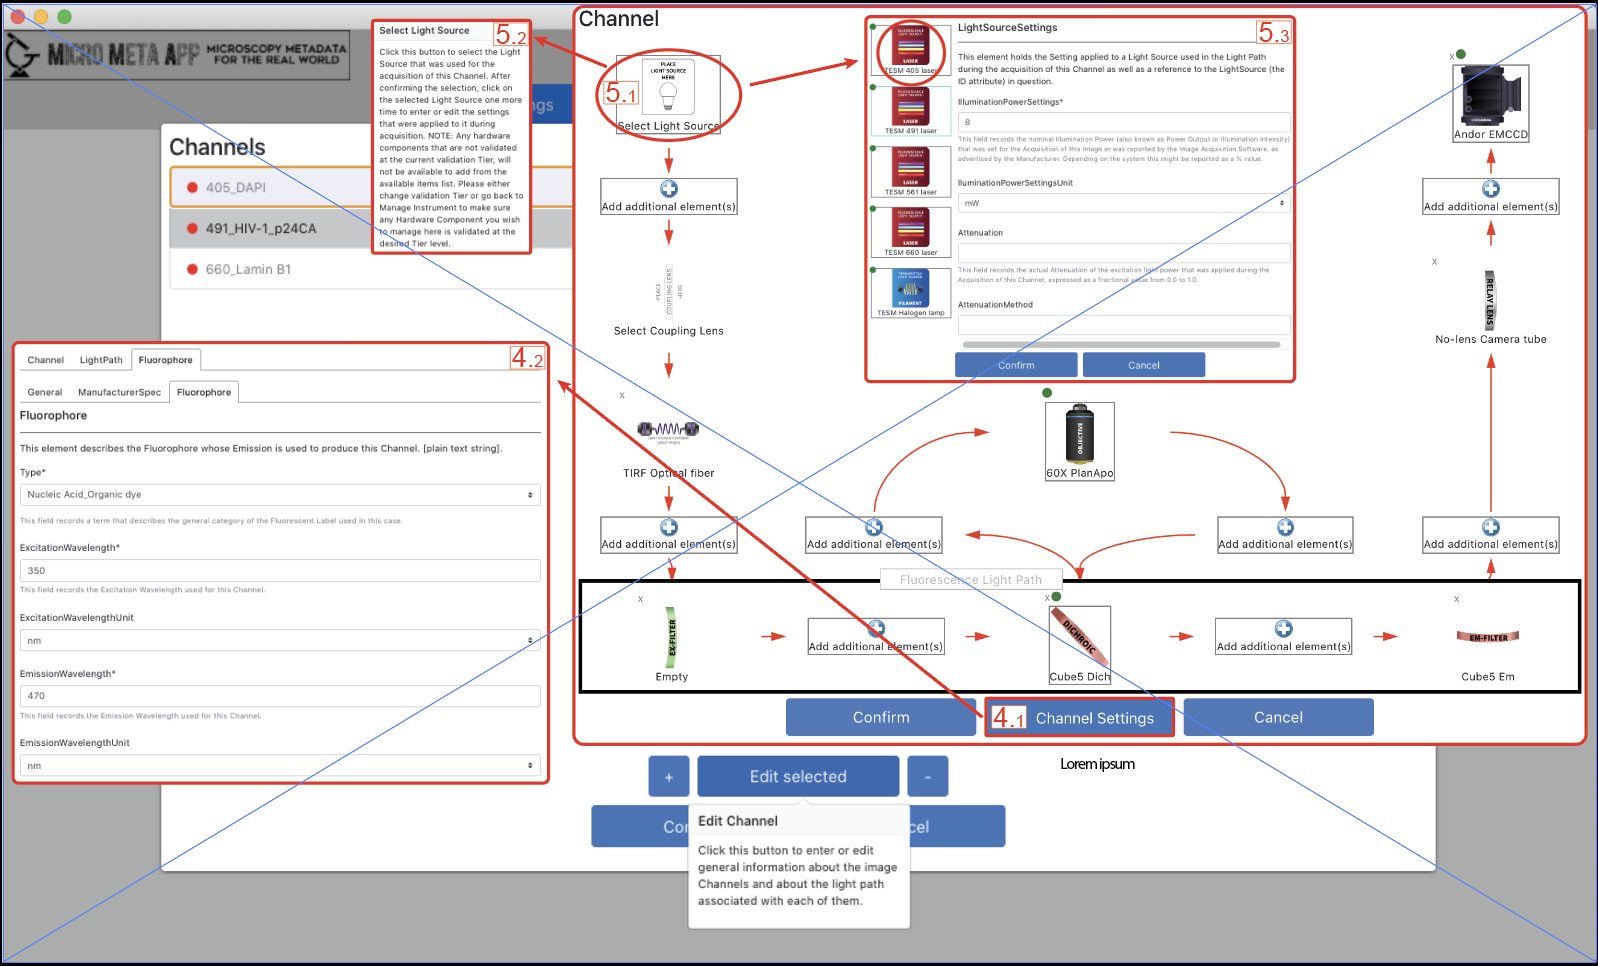 MICRO META APP
MICROSCOPY METADATA
FOR THE REAL WORLD
ngs
Channels
405_DAPI
491_HIV-1_p24CA
660_Lamin B1
Select Light Source
5.2
Click this button to select the Light
Source that was used for the
acquisition of this Channel. After
confirming the selection, click on
the selected Light Source one more
time to enter or edit the settings
that were applied to it during
acquisition. NOTE: Any hardware
components that are not validated
at the current validation Tier, will
not be available to add from the
available items list. Please either
change validation Tier or go back to
Manage Instrument to make sure
any Hardware Component you wish
to manage here is validated at the
desired Tier level.
Channel
PLACE
LIGHT SOURCE
HERE
5.1
Select Light Source
Add additional element(s)
PLACE
COUPLING LENS
HERE
Select Coupling Lens
x
TIRF Optical fiber
Add additional element(s)
5.3
LASER
TESM 405 laser
LASER
TESM 491 laser
LASER
TESM 561 laser
LASER
TESM 660 laser
FILAMENT
TESM Halogen lamp
LightSourceSettings
This element holds the Setting applied to a Light Source used in the Light Path
during the acquisition of this Channel as well as a reference to the LightSource (the
ID attribute) in question.
IlluminationPowerSettings*
8
This field records the nominal Illumination Power (also known as Power Output or Illumination Intensity)
that was set for the Acquisition of this Image or was reported by the Image Acquisition Software, as
advertised by the Manufacturer. Depending on the system this might be reported as a % value.
IluminationPowerSettingsUnit
mW
Attenuation
This field records the actual Attenuation of the excitation light power that was applied during the
Acquisition of this Channel, expressed as a fractional value from 0.0 to 1.0.
AttenuationMethod
Confirm
Cancel
x
Andor EMCCD
Add additional element(s)
x
RELAY LENS
No-lens Camera tube
OBJECTIVE
60X PlanApo
Add additional element(s)
Add additional element(s)
Add additional element(s)
Fluorescence Light Path
x
EX-FILTER
Empty
Add additional element(s)
x
DICHROIC
Cube5 Dich
Add additional element(s)
x
EM-FILTER
Cube5 Em
Confirm
4.1
Channel Settings
Cancel
4.2
Channel
LightPath
Fluorophore
General
ManufacturerSpec
Fluorophore
Fluorophore
This element describes the Fluorophore whose Emission is used to produce this Channel. [plain text string].
Type*
Nucleic Acid_Organic dye
This field records a term that describes the general category of the Fluorescent Label used in this case.
ExcitationWavelength*
350
This field records the Excitation Wavelength used for this Channel.
ExcitationWavelengthUnit
nm
EmissionWavelength*
470
This field records the Emission Wavelength used for this Channel.
EmissionWavelengthUnit
nm
Lorem ipsum
+
Edit selected
-
Cor
cel
Edit Channel
Click this button to enter or edit
general information about the image
Channels and about the light path
associated with each of them.